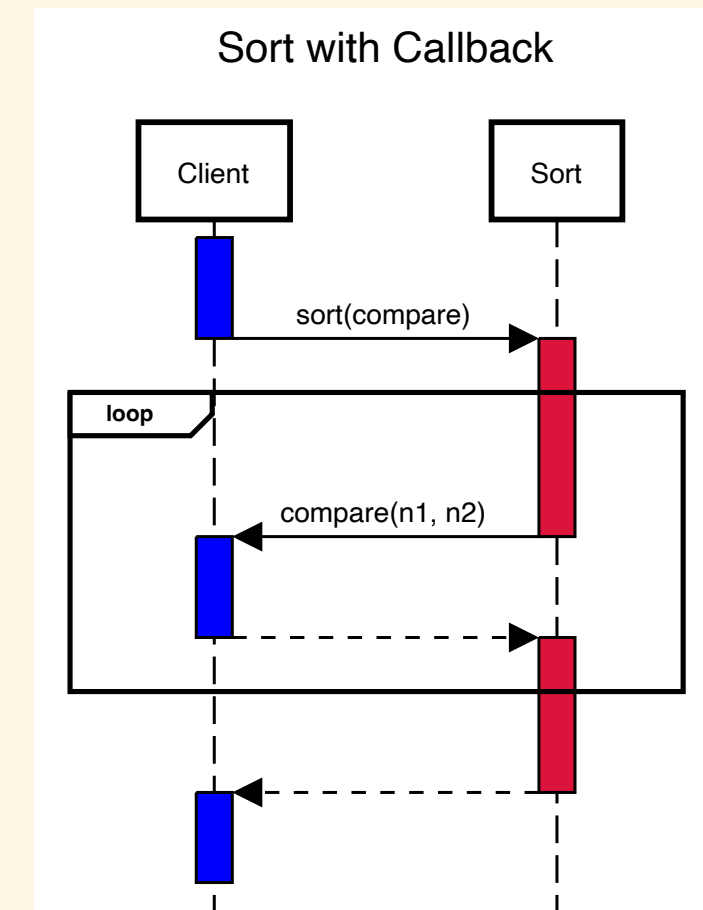 Sort with Callback
Client
Sort
sort(compare)
loop
compare(n1, n2)